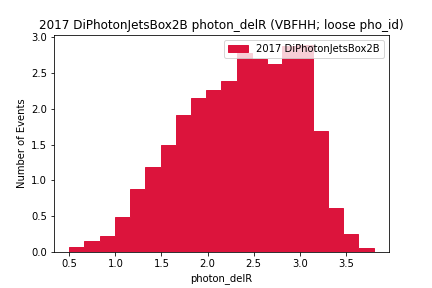 2017 DiPhotonJetsBox2B photon_delR (VBFHH; loose pho_id)
2017 DiPhotonJetsBox2B
Number of Events
3.0
2.5
2.0
1.5
1.0
0.5
0.0
0.5 1.0 1.5 2.0 2.5 3.0 3.5
photon_delR